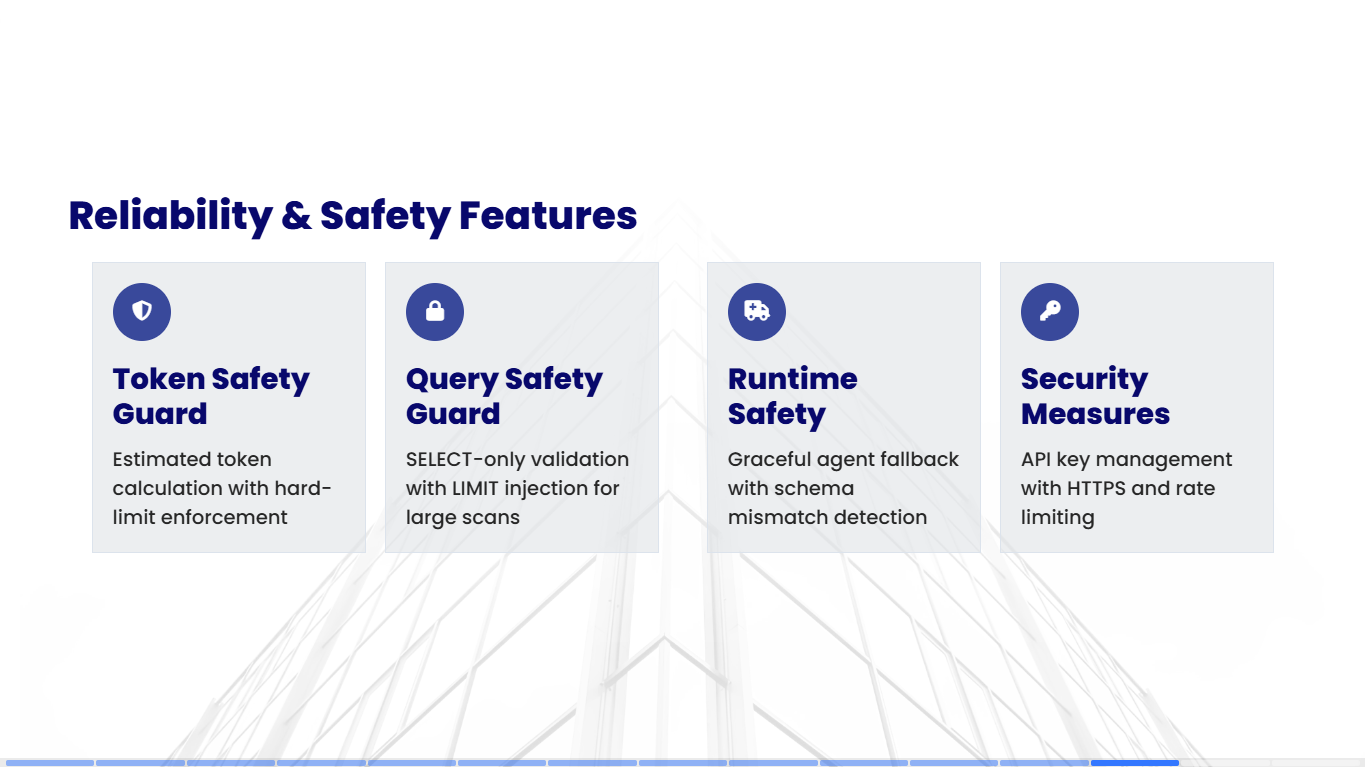 Reliability & Safety Features
Token Safety
Guard
Estimated token
calculation with hard-
limit enforcement
Query Safety
Guard
SELECT-only validation
with LIMIT injection for
large scans
Runtime
Safety
Graceful agent fallback
with schema
mismatch detection
Security
Measures
API key management
with HTTPS and rate
limiting